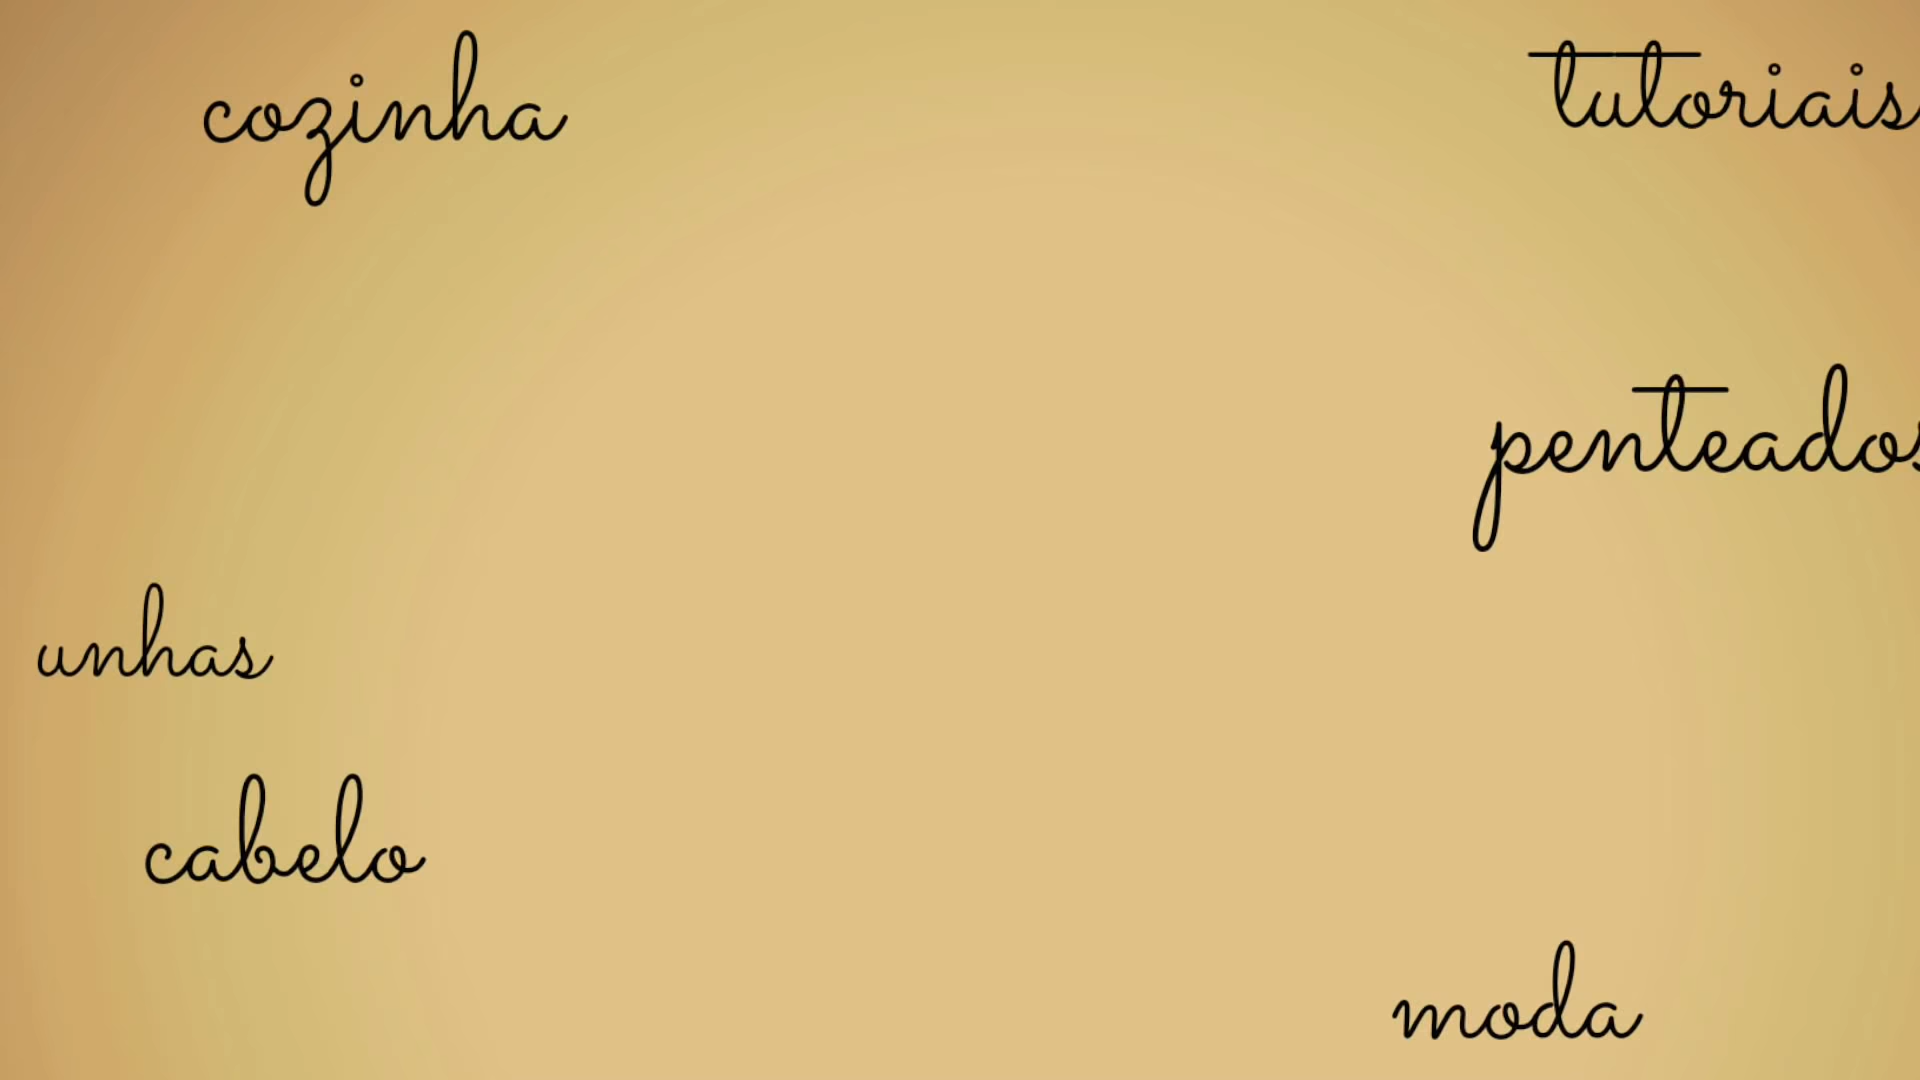 cozinha
tutoriais
penteados
unhas
cabelo
moda